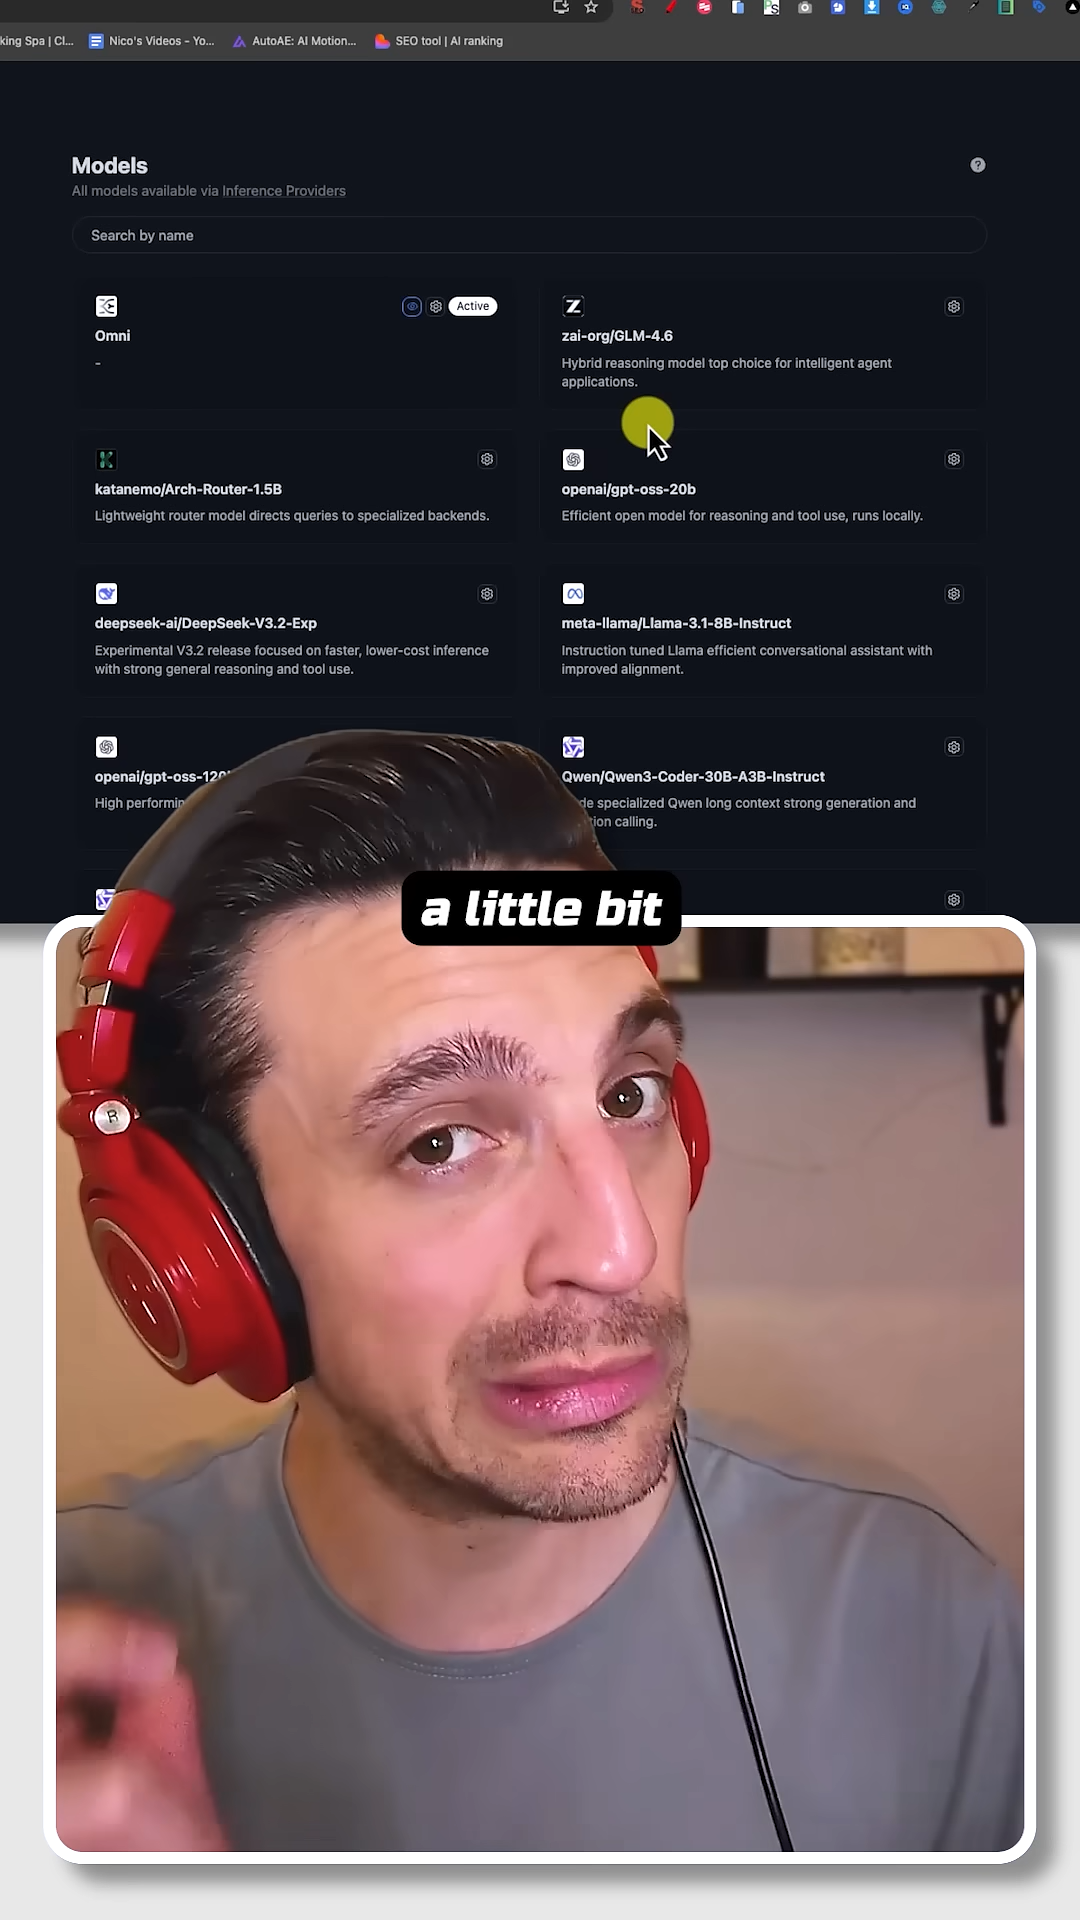 king Spa | Cl...
Nico's Videos - Yo...
AutoAE: AI Motion...
SEO tool | AI ranking
Models
All models available via Inference Providers
Search by name
Omni
Active
-
zai-org/GLM-4.6
Hybrid reasoning model top choice for intelligent agent
applications.
katanemo/Arch-Router-1.5B
Lightweight router model directs queries to specialized backends.
openai/gpt-oss-20b
Efficient open model for reasoning and tool use, runs locally.
deepseek-ai/DeepSeek-V3.2-Exp
Experimental V3.2 release focused on faster, lower-cost inference
with strong general reasoning and tool use.
meta-llama/Llama-3.1-8B-Instruct
Instruction tuned Llama efficient conversational assistant with
improved alignment.
openai/gpt-oss-120
High
Qwen/Qwen3-Coder-30B-A3B-Instruct
specialized Qwen long context strong generation and
calling.
a little bit
R